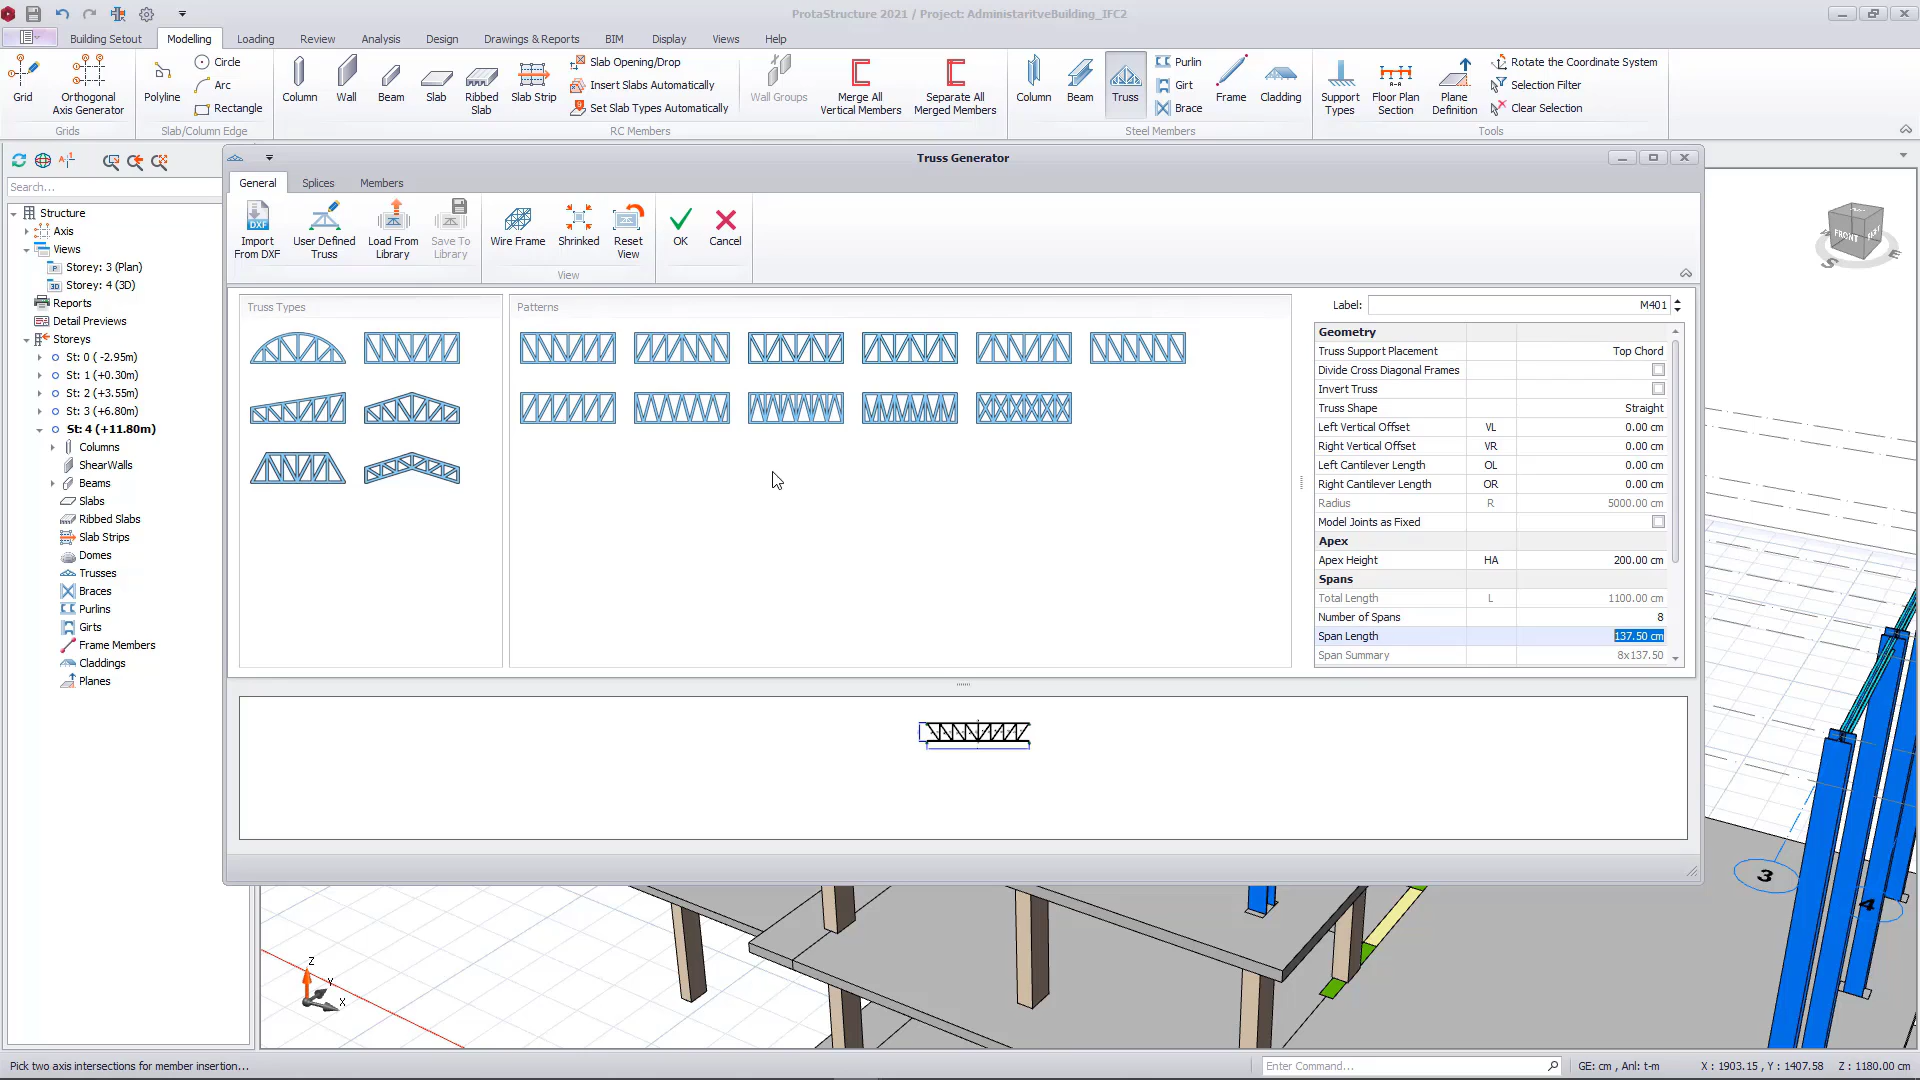 ProtaStructure 2021 / Project: AdministaritveBuilding_IFC2
Building Setout
Modelling
Loading
Review
Analysis
Design
Drawings & Reports
BIM
Display
Views
Help
Grid
Orthogonal
Axis Generator
Grids
Polyline
Circle
Arc
Rectangle
Slab/Column Edge
Column
Wall
Beam
Slab
Ribbed
Slab
Slab Strip
Slab Opening/Drop
Insert Slabs Automatically
Set Slab Types Automatically
Wall Groups
Merge All
Vertical Members
Separate All
Merged Members
RC Members
Column
Beam
Truss
Purlin
Girt
Brace
Frame
Cladding
Steel Members
Support
Types
Floor Plan
Section
Plane
Definition
Rotate the Coordinate System
Selection Filter
Clear Selection
Tools
Search...
Structure
Axis
Views
Storey: 3 (Plan)
Storey: 4 (3D)
Reports
Detail Previews
Storeys
St: 0 ( -2.95m)
St: 1 (+0.30m)
St: 2 (+3.55m)
St: 3 (+6.80m)
St: 4 (+11.80m)
Columns
ShearWalls
Beams
Slabs
Ribbed Slabs
Slab Strips
Domes
Trusses
Braces
Purlins
Girts
Frame Members
Claddings
Planes
Truss Generator
General
Splices
Members
DXF
Import
From DXF
User Defined
Truss
Load From
Library
Save To
Library
Wire Frame
Shrinked
Reset
View
View
OK
Cancel
Truss Types
Patterns
Label: M401
Geometry
Truss Support Placement Top Chord
Divide Cross Diagonal Frames
Invert Truss
Truss Shape Straight
Left Vertical Offset VL 0.00 cm
Right Vertical Offset VR 0.00 cm
Left Cantilever Length OL 0.00 cm
Right Cantilever Length OR 0.00 cm
Radius R 5000.00 cm
Model Joints as Fixed
Apex
Apex Height HA 200.00 cm
Spans
Total Length L 1100.00 cm
Number of Spans 8
Span Length 137.50 cm
Span Summary 8x137.50
FRONT
S
E
3
4
Z
Y
X
Pick two axis intersections for member insertion...
Enter Command...
GE: cm , Anl: t-m
X : 1903.15 , Y : 1407.58 Z : 1180.00 cm